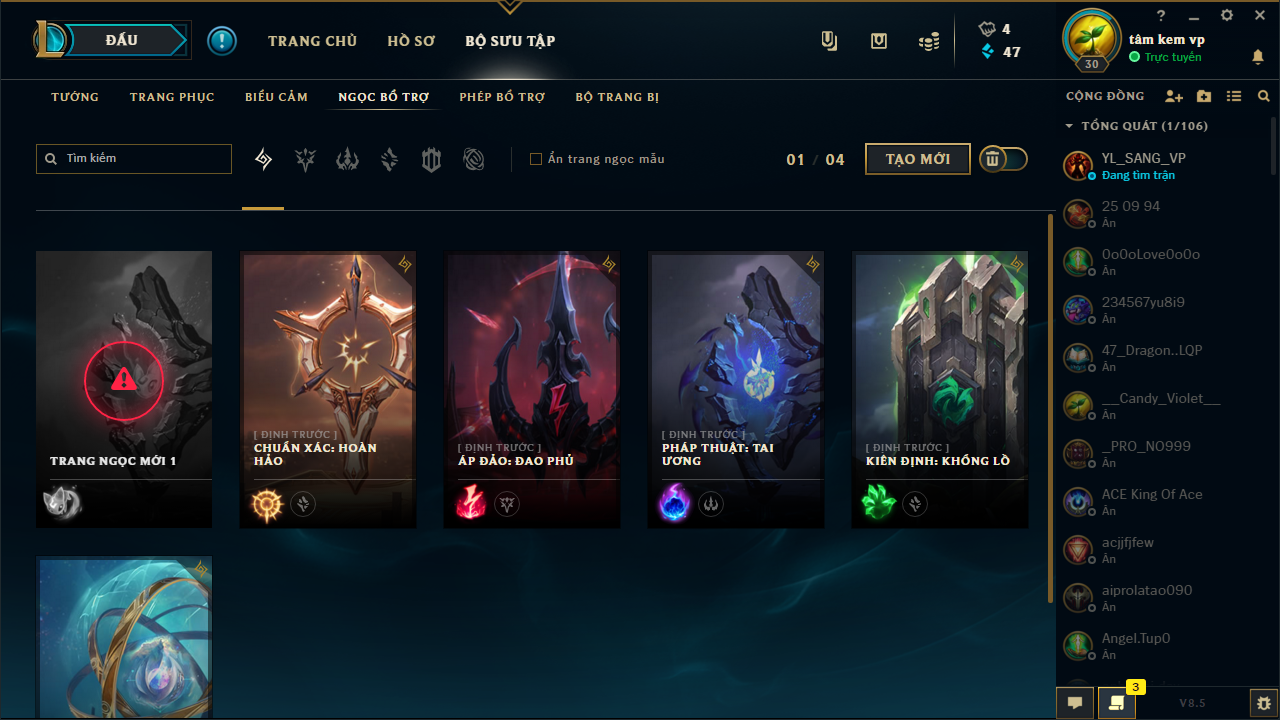 ĐẤU
TRANG CHỦ
HỒ SƠ
BỘ SƯU TẬP
4
47
30
?
tâm kem vp
Trực tuyến
TƯỚNG
TRANG PHỤC
BIỂU CẢM
NGỌC BỔ TRỢ
PHÉP BỔ TRỢ
BỘ TRANG BỊ
Tìm kiếm
Ẩn trang ngọc mẫu
01 / 04
TẠO MỚI
TRANG NGỌC MỚI 1
[ ĐỊNH TRƯỚC ]
CHUẨN XÁC: HOÀN
HẢO
[ ĐỊNH TRƯỚC ]
ÁP ĐẢO: ĐAO PHỦ
[ ĐỊNH TRƯỚC ]
PHÁP THUẬT: TAI
ƯƠNG
[ ĐỊNH TRƯỚC ]
KIÊN ĐỊNH: KHỔNG LỒ
CỘNG ĐỒNG
TỔNG QUÁT (1/106)
YL_SANG_VP
Đang tìm trận
25 09 94
Ẩn
0o0oLove0o0o
Ẩn
234567yu8i9
Ẩn
47_Dragon..LQP
Ẩn
__Candy_Violet__
Ẩn
_PRO_NO999
Ẩn
ACE King Of Ace
Ẩn
acjjfjfew
Ẩn
aiprolatao090
Ẩn
Angel.Tup0
Ẩn
3
V8.5